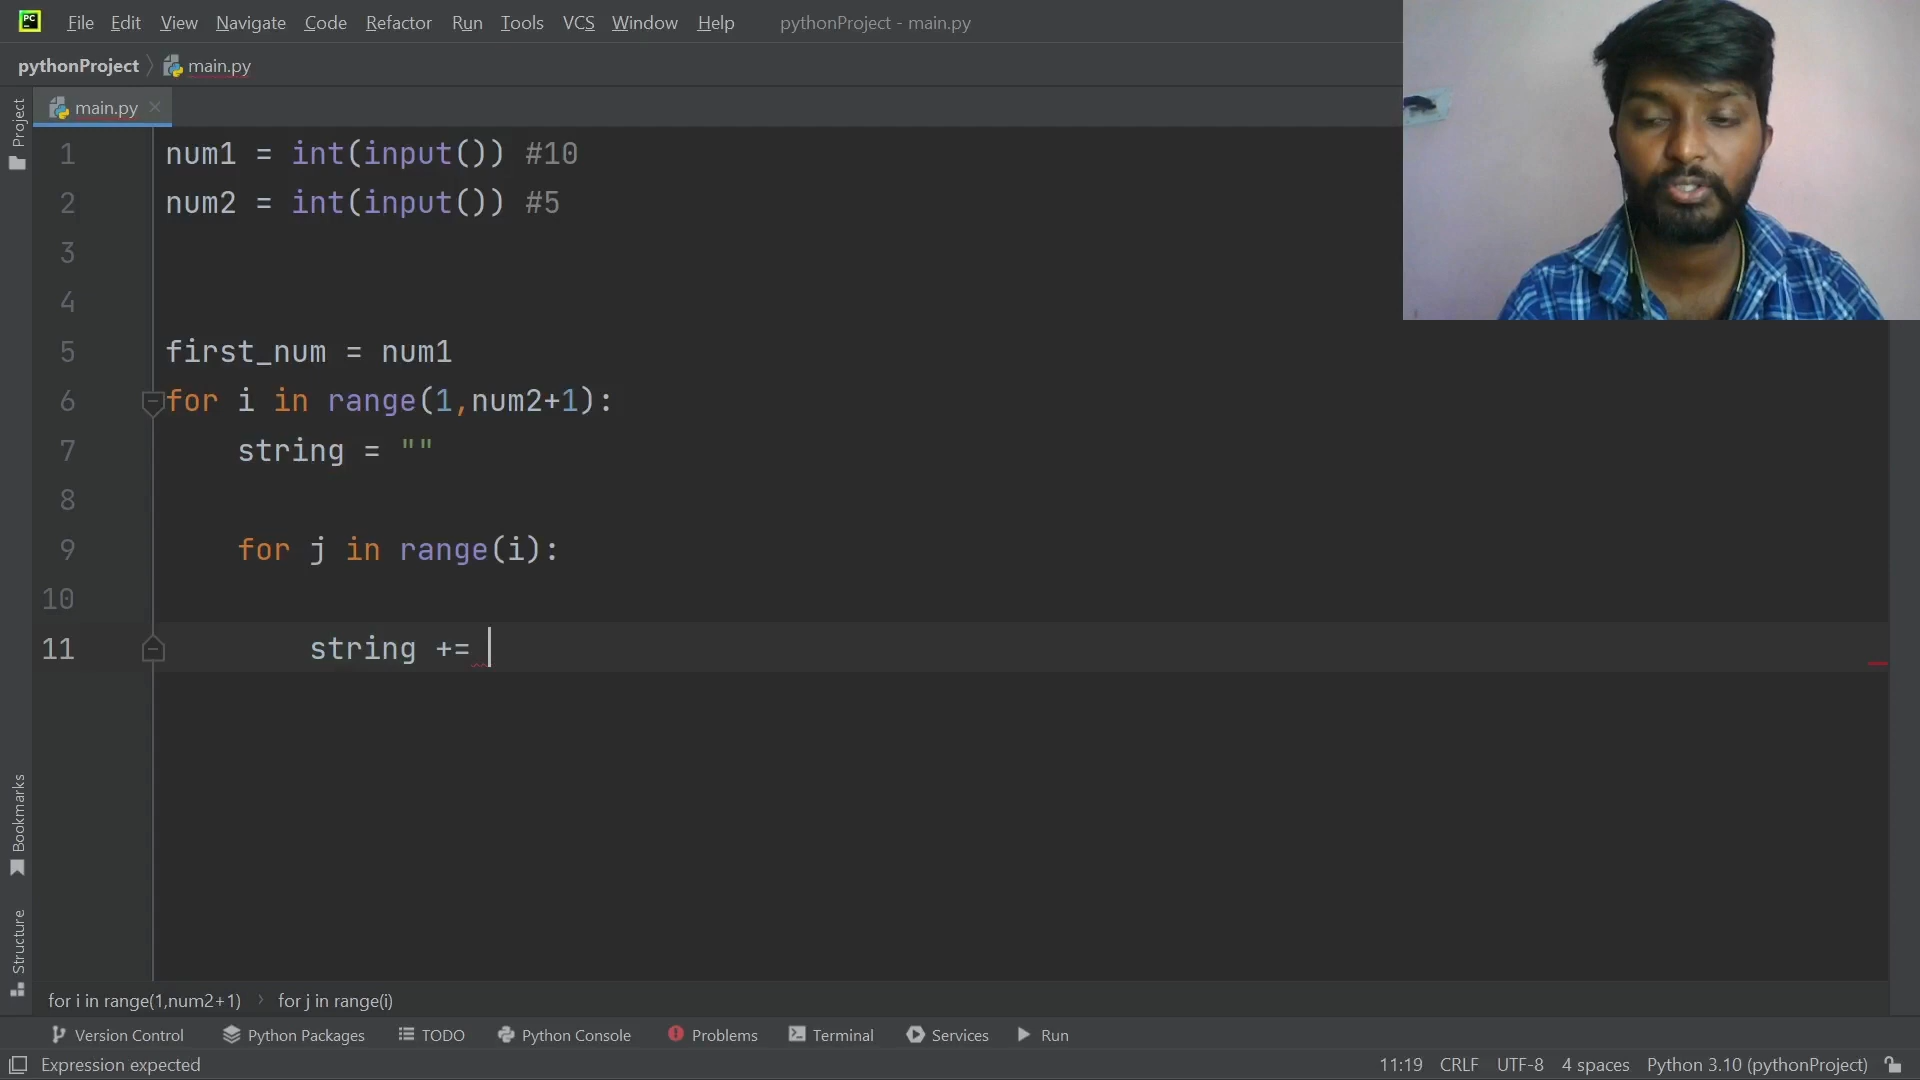 PC File Edit View Navigate Code Refactor Run Tools VCS Window Help pythonProject - main.py
pythonProject main.py
Project
main.py
1 num1 = int(input()) #10
2 num2 = int(input()) #5
3
4
5 first_num = num1
6 for i in range(1,num2+1):
7 string = ""
8
9 for j in range(i):
10
11 string +=
Bookmarks
Structure
for i in range(1,num2+1) for j in range(i)
Version Control Python Packages TODO Python Console Problems Terminal Services Run
Expression expected 11:19 CRLF UTF-8 4 spaces Python 3.10 (pythonProject)